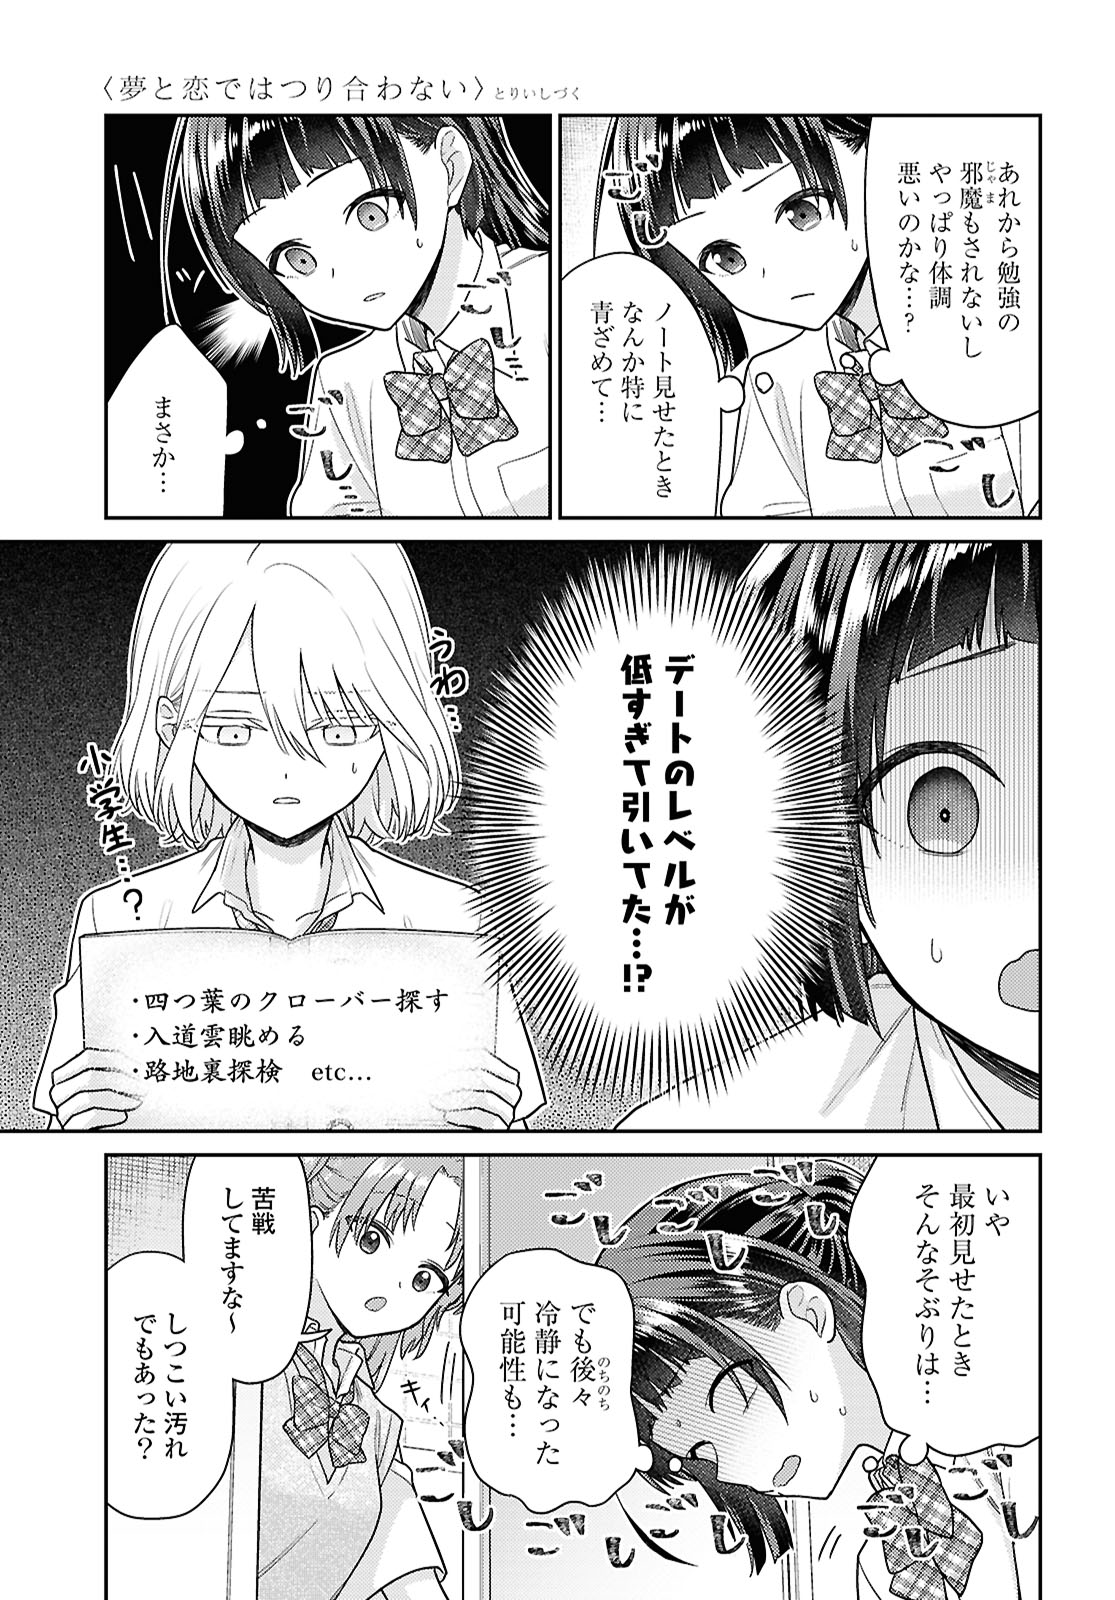 〈夢と恋ではつり合わない〉とりいしづく
あれから勉強の
邪魔もされないし
じゃま
やっぱり体調
悪いのかな…?
ノート見せたとき
なんか特に
青ざめて…
ごし
ごし
ごし
ごし
まさか…
デートのレベルが
低すぎて引いてた…!?
うわ…
小学生…?
・四つ葉のクローバー探す
・入道雲眺める
・路地裏探検 etc…
いや
最初見せたとき
そんなそぶりは…
でも後々
のちのち
冷静になった
可能性も…
ごし
ごし
ごし
ごし
ごし
ごし
ごし
キィ
苦戦
してますな~
しつこい汚れ
でもあった?